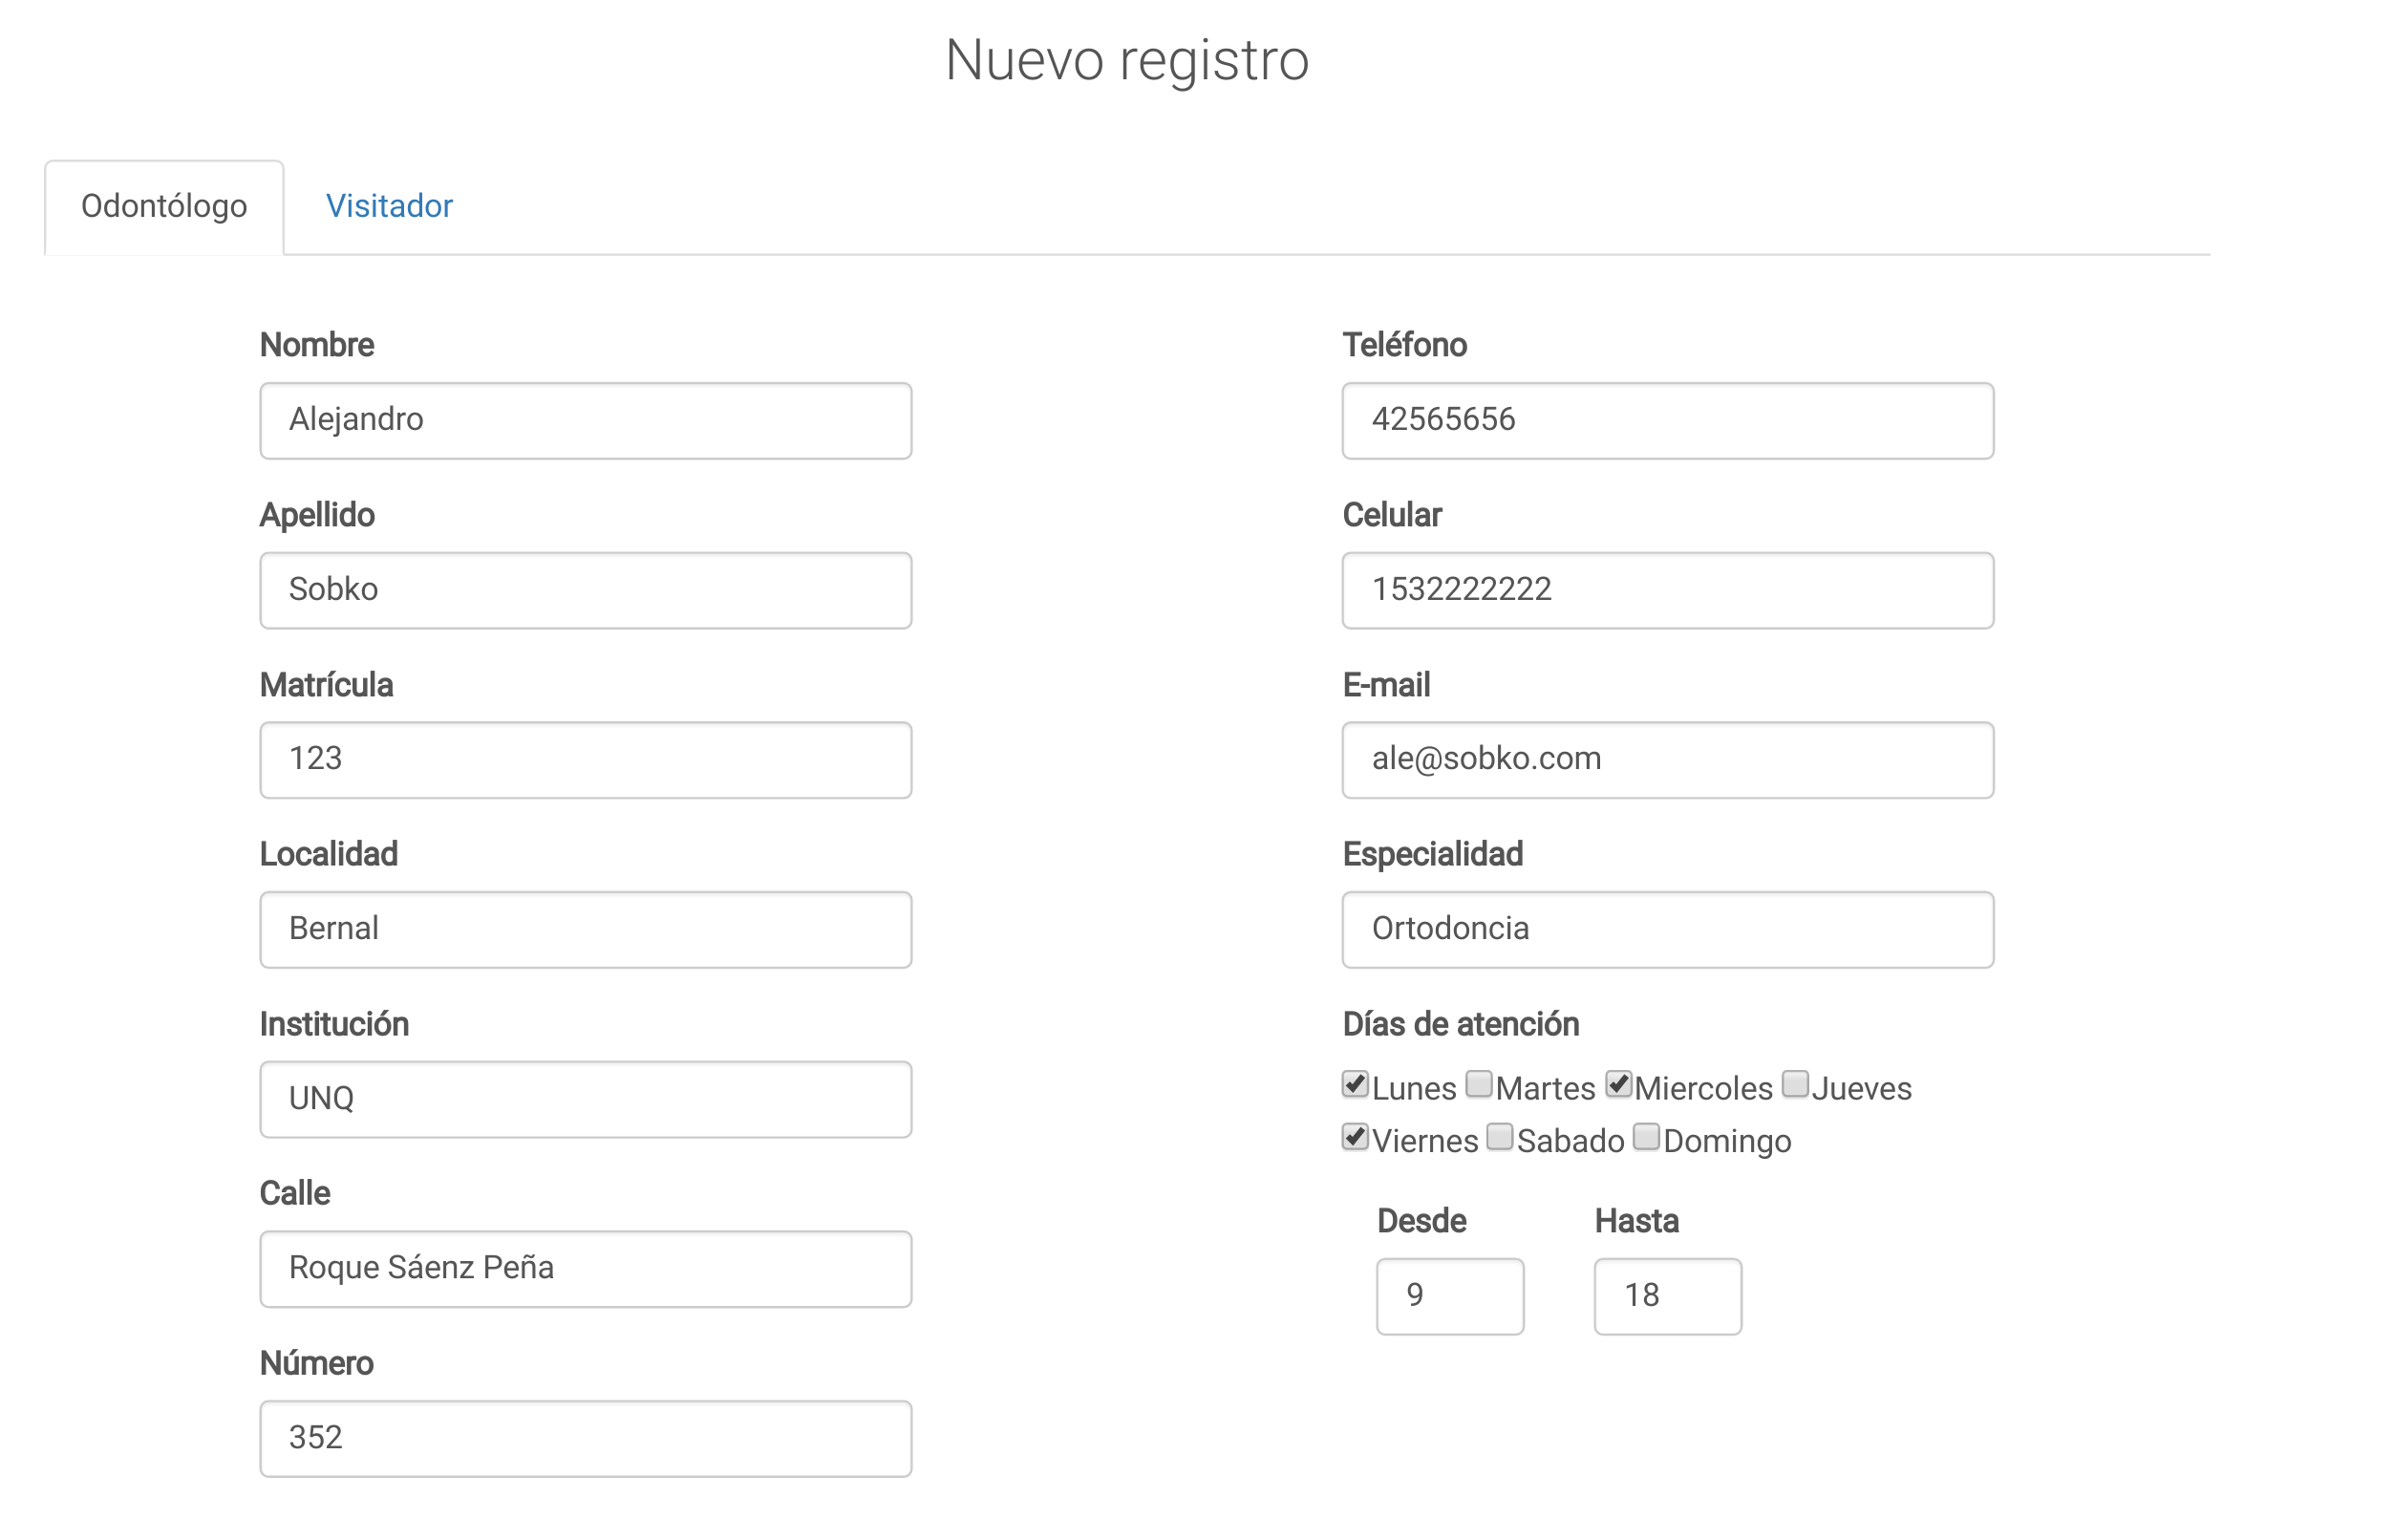 Nuevo registro
Odontólogo Visitador
Nombre
Alejandro
Apellido
Sobko
Matrícula
123
Localidad
Bernal
Institución
UNQ
Calle
Roque Sáenz Peña
Número
352
Teléfono
42565656
Celular
1532222222
E-mail
ale@sobko.com
Especialidad
Ortodoncia
Días de atención
Lunes Martes Miercoles Jueves
Viernes Sabado Domingo
Desde Hasta
9 18